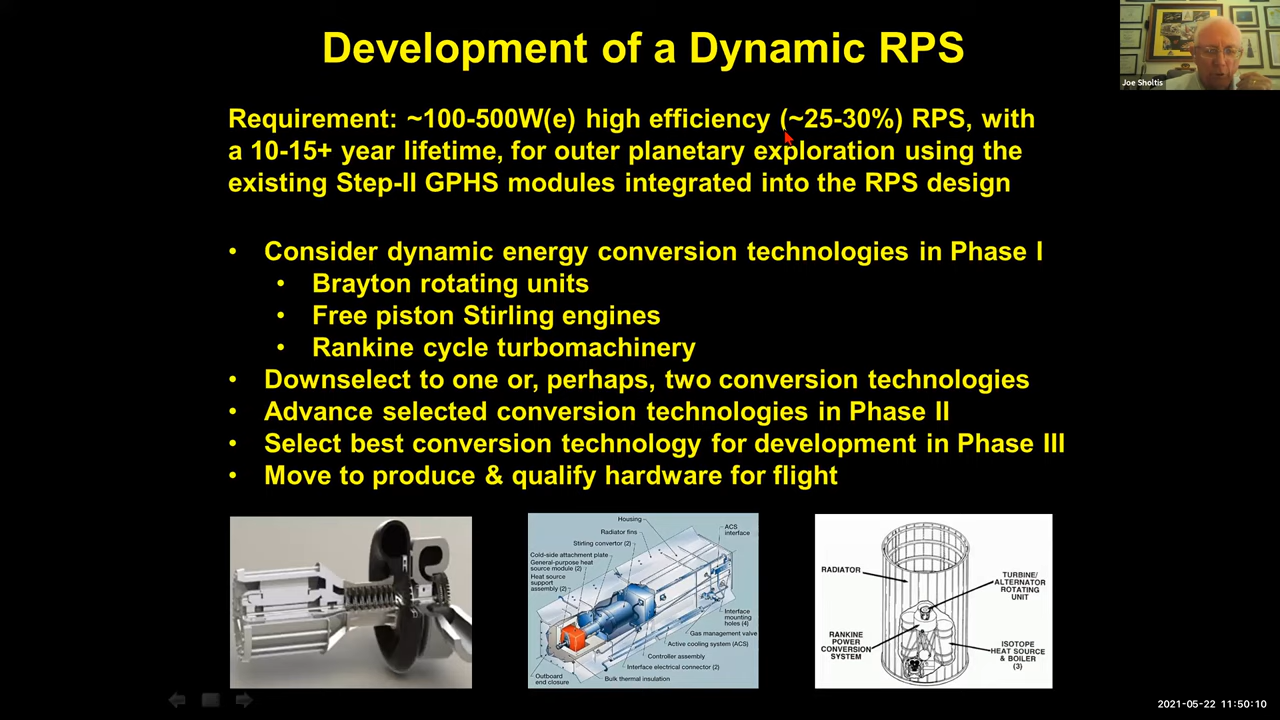 Development of a Dynamic RPS
Joe Sholtis
Requirement: ~100-500W(e) high efficiency (~25-30%) RPS, with
a 10-15+ year lifetime, for outer planetary exploration using the
existing Step-II GPHS modules integrated into the RPS design
• Consider dynamic energy conversion technologies in Phase I
• Brayton rotating units
• Free piston Stirling engines
• Rankine cycle turbomachinery
• Downselect to one or, perhaps, two conversion technologies
• Advance selected conversion technologies in Phase II
• Select best conversion technology for development in Phase III
• Move to produce & qualify hardware for flight
Housing
Radiator fins
Stirling convertor (2)
Cold-side attachment plate
General-purpose heat
source module (2)
Heat source
support
assembly (2)
ACS
interface
Interface
mounting
holes (4)
Gas management valve
Active cooling system (ACS)
Controller assembly
Interface electrical connector (2)
Bulk thermal insulation
Outboard
end closure
RADIATOR
TURBINE/
ALTERNATOR
ROTATING
UNIT
RANKINE
POWER
CONVERSION
SYSTEM
ISOTOPE
HEAT SOURCE
& BOILER
(3)
2021-05-22 11:50:10